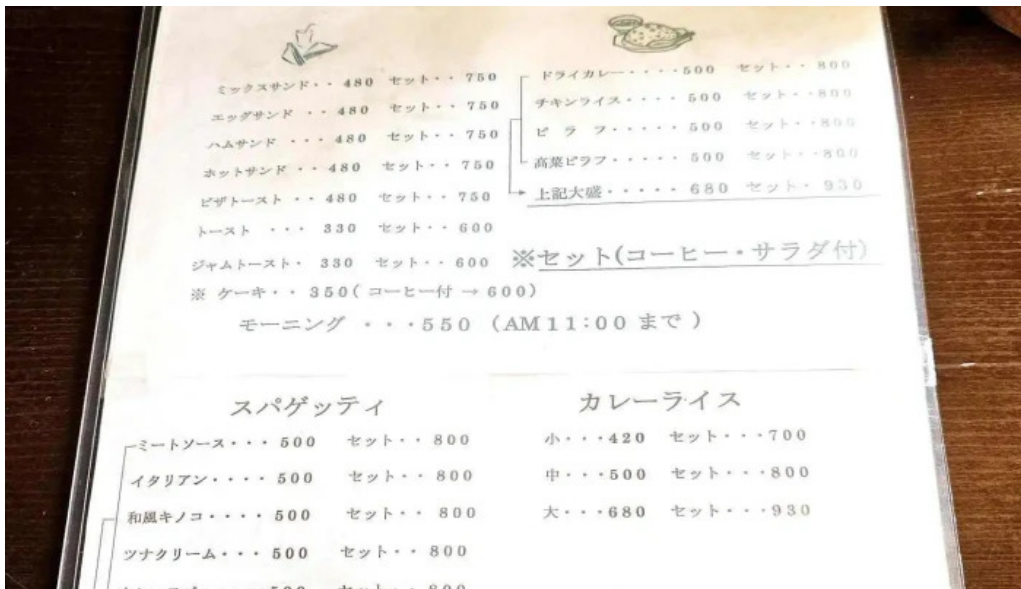 ミックスサンド・・480 セット・・750
エッグサンド ・・480 セット・・750
ハムサンド ・・・480 セット・・750
ホットサンド・・480 セット・・750
ピザトースト ・・480 セット・・750
トースト ・・・ 330 セット・・600
ジャムトースト・ 330 セット・・600
※ ケーキ・・350(コーヒー付→600)
ドライカレー・・・・500 セット・・800
チキンライス・・・・500 セット・・800
ピ ラ フ・・・・・500 セット・・800
高菜ピラフ・・・・・500 セット・・800
上記大盛・・・・・680 セット・930
※セット(コーヒー・サラダ付)
モーニング ・・・550 (AM11:00まで)
スパゲッティ
ミートソース・・・500 セット・・800
イタリアン・・・・500 セット・・800
和風キノコ・・・・500 セット・・800
ツナクリーム・・・500 セット・・800
カレーライス
小・・・420 セット・・・700
中・・・500 セット・・・800
大・・・680 セット・・・930